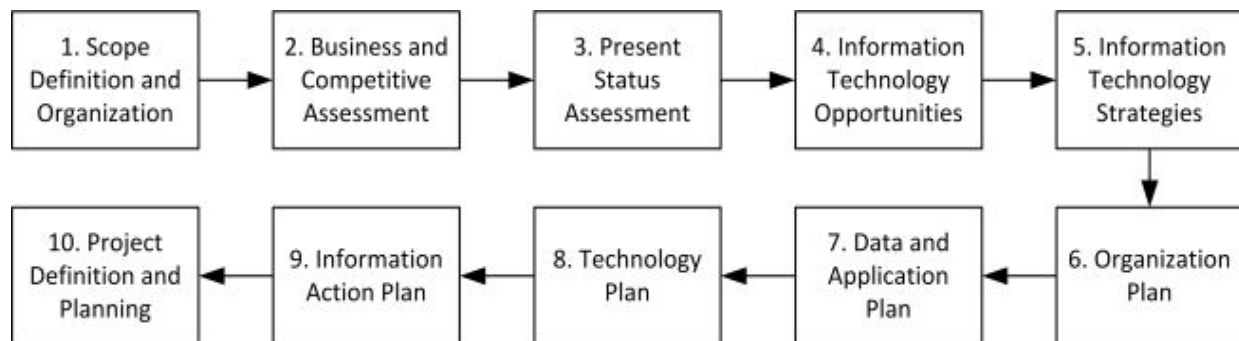 1. Scope
Definition and
Organization
2. Business and
Competitive
Assessment
3. Present
Status
Assessment
4. Information
Technology
Opportunities
5. Information
Technology
Strategies
6. Organization
Plan
7. Data and
Application
Plan
8. Technology
Plan
9. Information
Action Plan
10. Project
Definition and
Planning